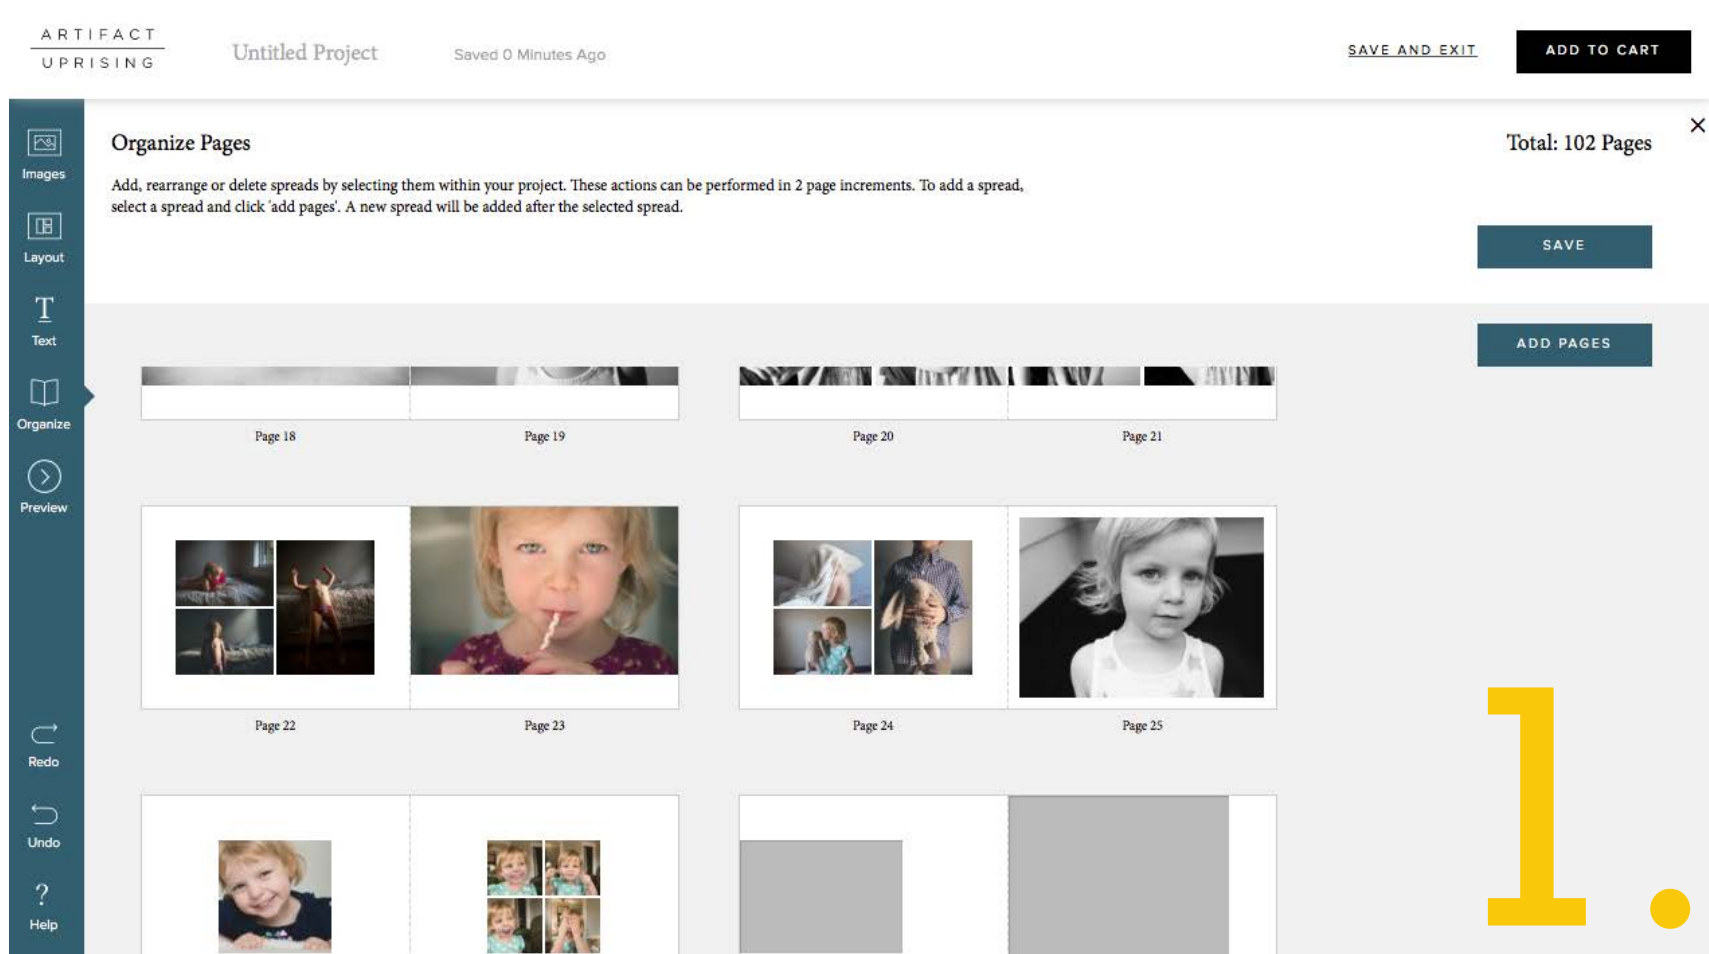 ARTIFACT
UPRISING
Untitled Project
Saved 0 Minutes Ago
SAVE AND EXIT
ADD TO CART
Images
Layout
Text
Organize
Preview
Redo
Undo
?
Help
Organize Pages
Total: 102 Pages
Add, rearrange or delete spreads by selecting them within your project. These actions can be performed in 2 page increments. To add a spread,
select a spread and click 'add pages'. A new spread will be added after the selected spread.
SAVE
ADD PAGES
Page 18
Page 19
Page 20
Page 21
Page 22
Page 23
Page 24
Page 25
1.